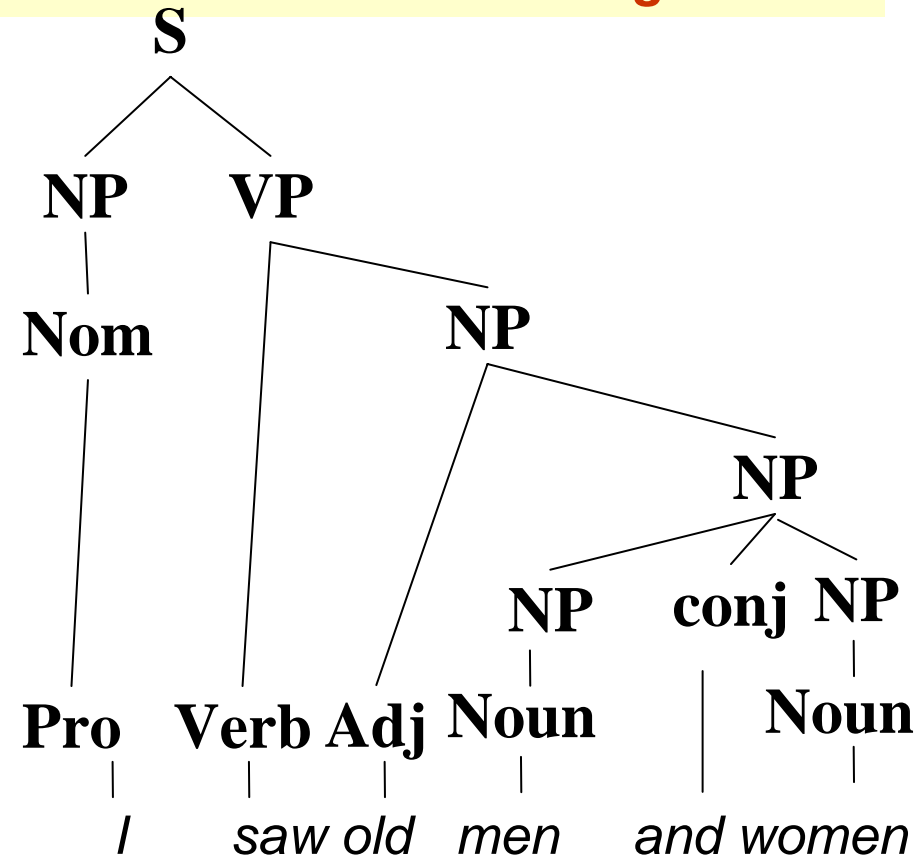 S
NP VP
Nom
NP
NP
NP conj NP
Pro Verb Adj Noun Noun
I saw old men and women